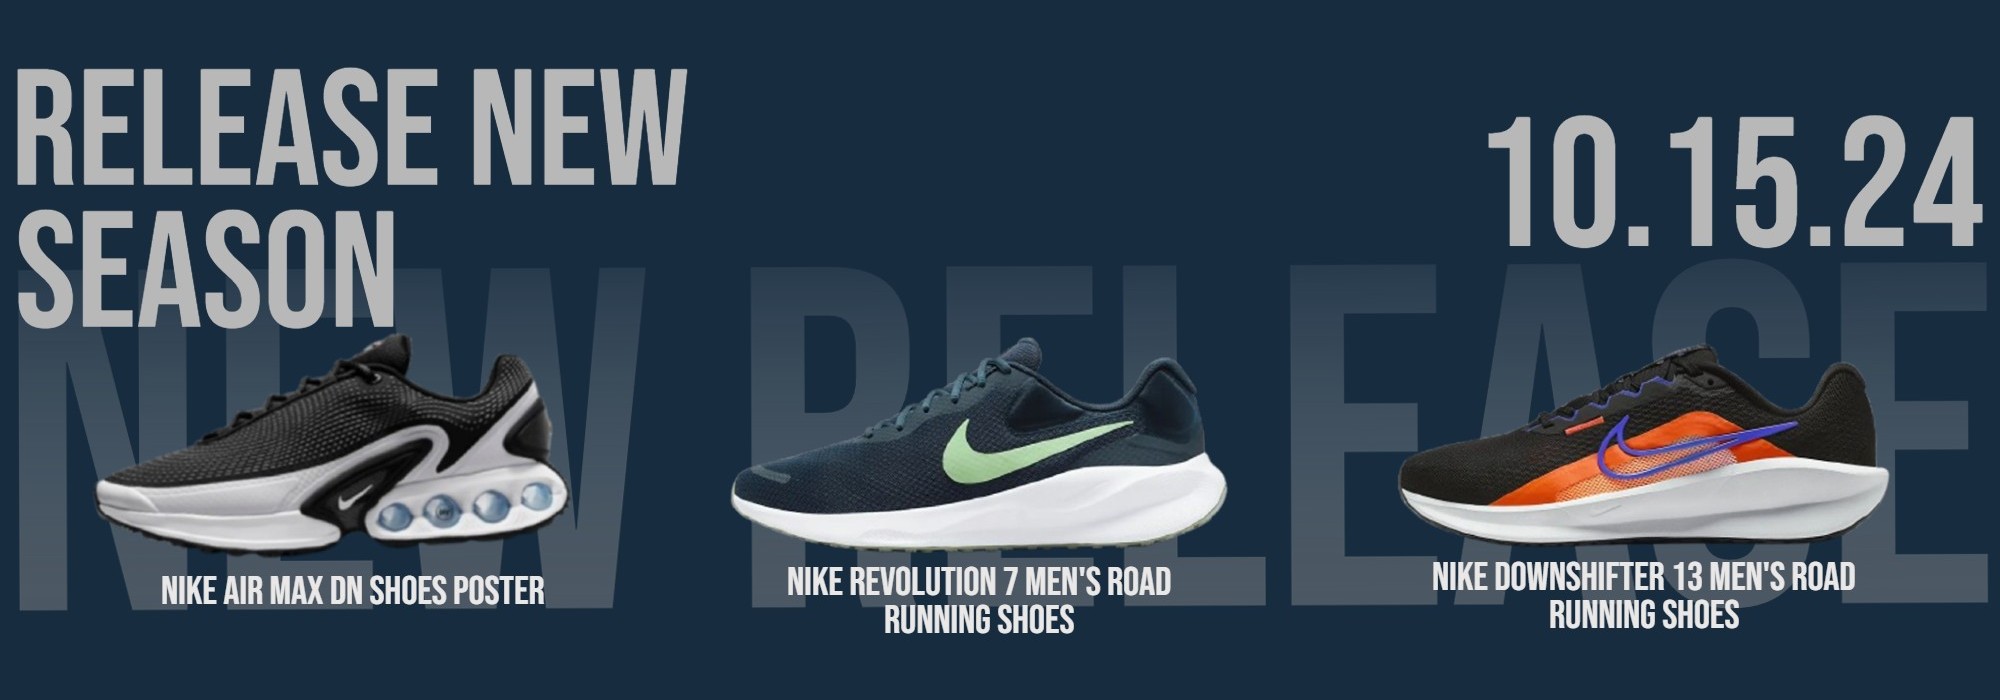 RELEASE NEW
SEASON
10.15.24
NEW RELEASE
NIKE AIR MAX DN SHOES POSTER
NIKE REVOLUTION 7 MEN'S ROAD
RUNNING SHOES
NIKE DOWNSHIFTER 13 MEN'S ROAD
RUNNING SHOES